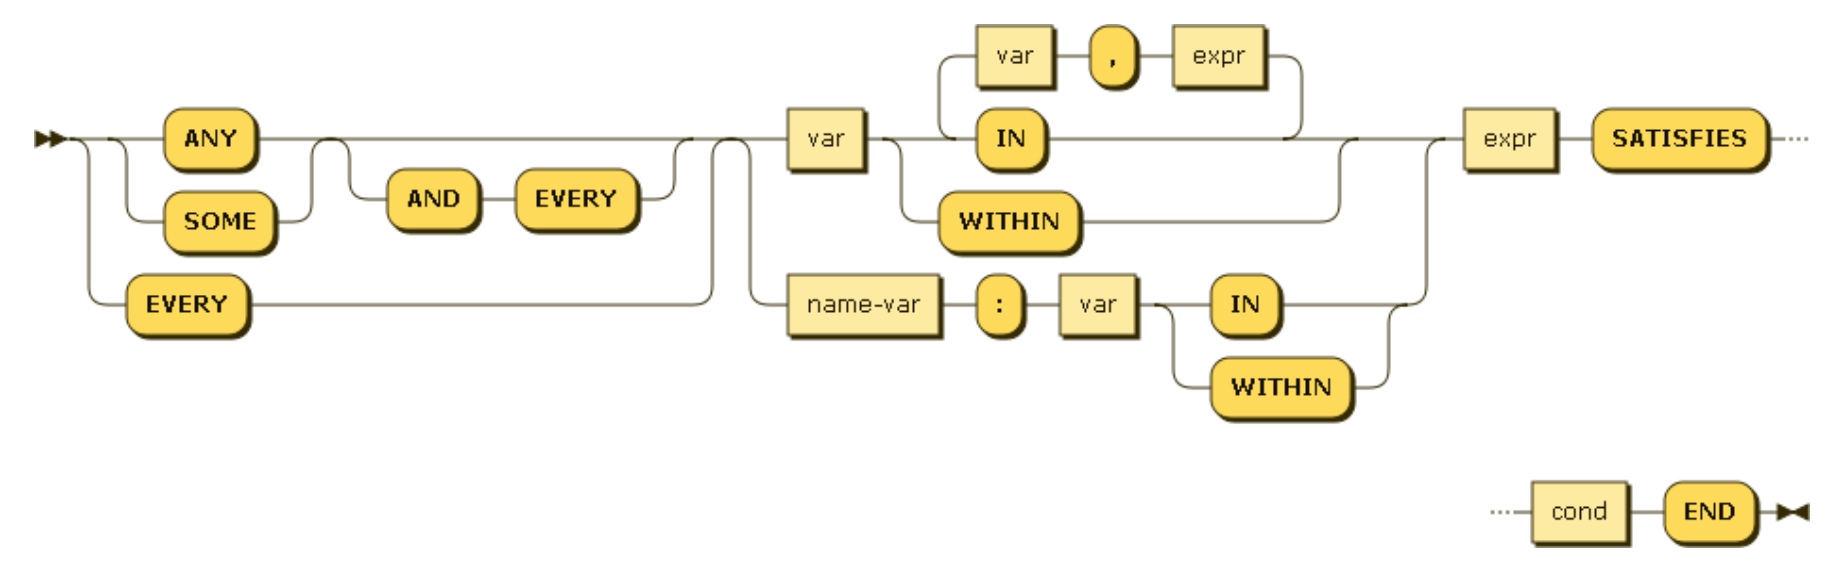 var , expr
ANY var IN expr SATISFIES
AND EVERY
SOME WITHIN
EVERY name-var : var IN
WITHIN
cond END